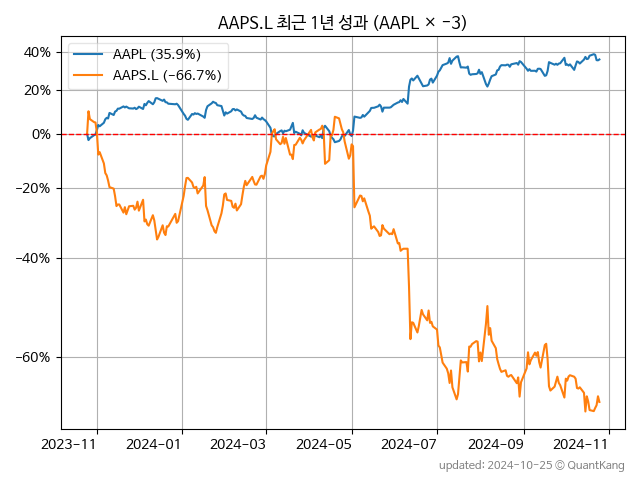 AAPS.L 최근 1년 성과 (AAPL × −3)
AAPL (35.9%)
AAPS.L (−66.7%)
40%
20%
0%
−20%
−40%
−60%
2023−11 2024−01 2024−03 2024−05 2024−07 2024−09 2024−11
updated: 2024-10-25 © QuantKang